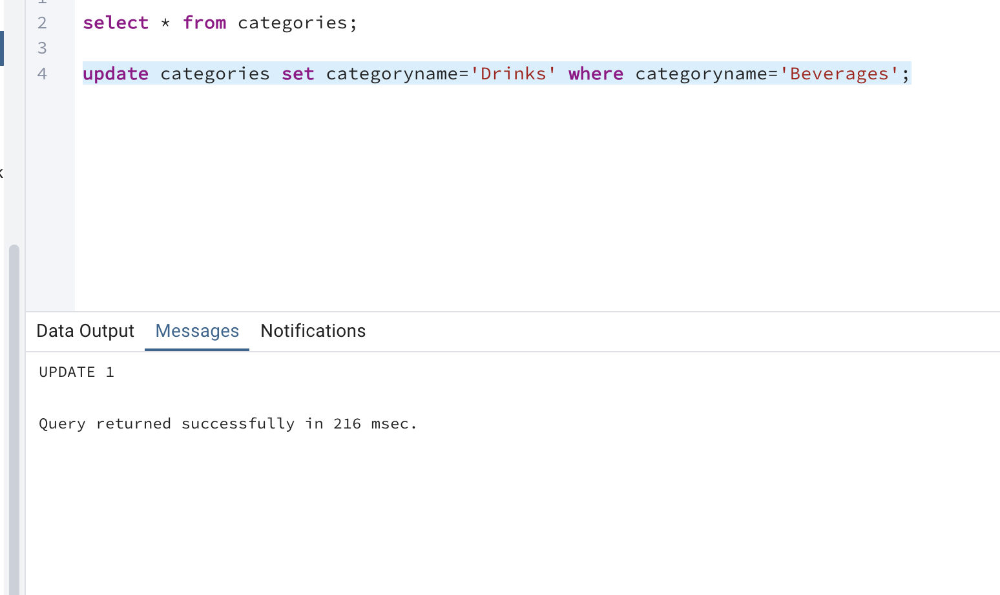 1
2 select * from categories;
3
4 update categories set categoryname='Drinks' where categoryname='Beverages';
k
Data Output Messages Notifications
UPDATE 1
Query returned successfully in 216 msec.